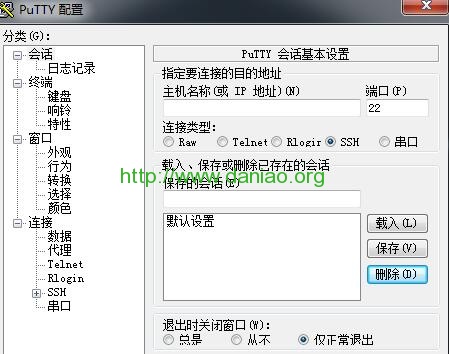 PuTTY 配置
分类(G):
会话
日志记录
终端
键盘
响铃
特性
窗口
外观
行为
转换
选择
颜色
连接
数据
代理
Telnet
Rlogin
SSH
串口
PuTTY 会话基本设置
指定要连接的目的地址
主机名称(或 IP 地址)(N) 端口(P)
22
连接类型:
Raw Telnet Rlogir SSH 串口
载入、保存或删除已存在的会话
http://www.daniao.org
保存的会话(E)
默认设置
载入(L)
保存(V)
删除(D)
退出时关闭窗口(W):
总是 从不 仅正常退出